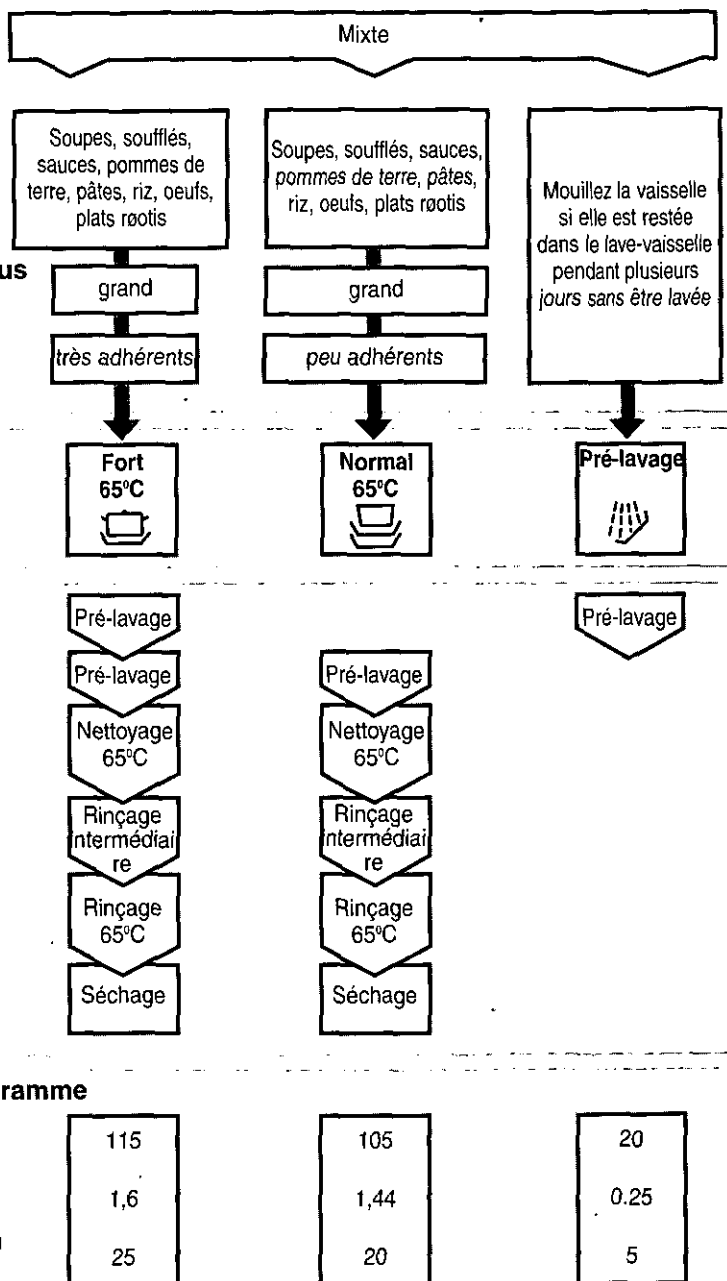 Mixte
Soupes, soufflés,
sauces, pommes de
terre, pâtes, riz, oeufs,
plats røotis
Soupes, soufflés, sauces,
pommes de terre, pâtes,
riz, oeufs, plats røotis
Mouillez la vaisselle
si elle est restée
dans le lave-vaisselle
pendant plusieurs
jours sans être lavée
us
grand
grand
très adhérents
peu adhérents
Fort
65°C
Normal
65°C
Pré-lavage
Pré-lavage
Pré-lavage
Pré-lavage
Pré-lavage
Nettoyage
65°C
Nettoyage
65°C
Rinçage
intermédiai
re
Rinçage
intermédiai
re
Rinçage
65°C
Rinçage
65°C
Séchage
Séchage
ramme
115
105
20
1,6
1,44
0.25
25
20
5